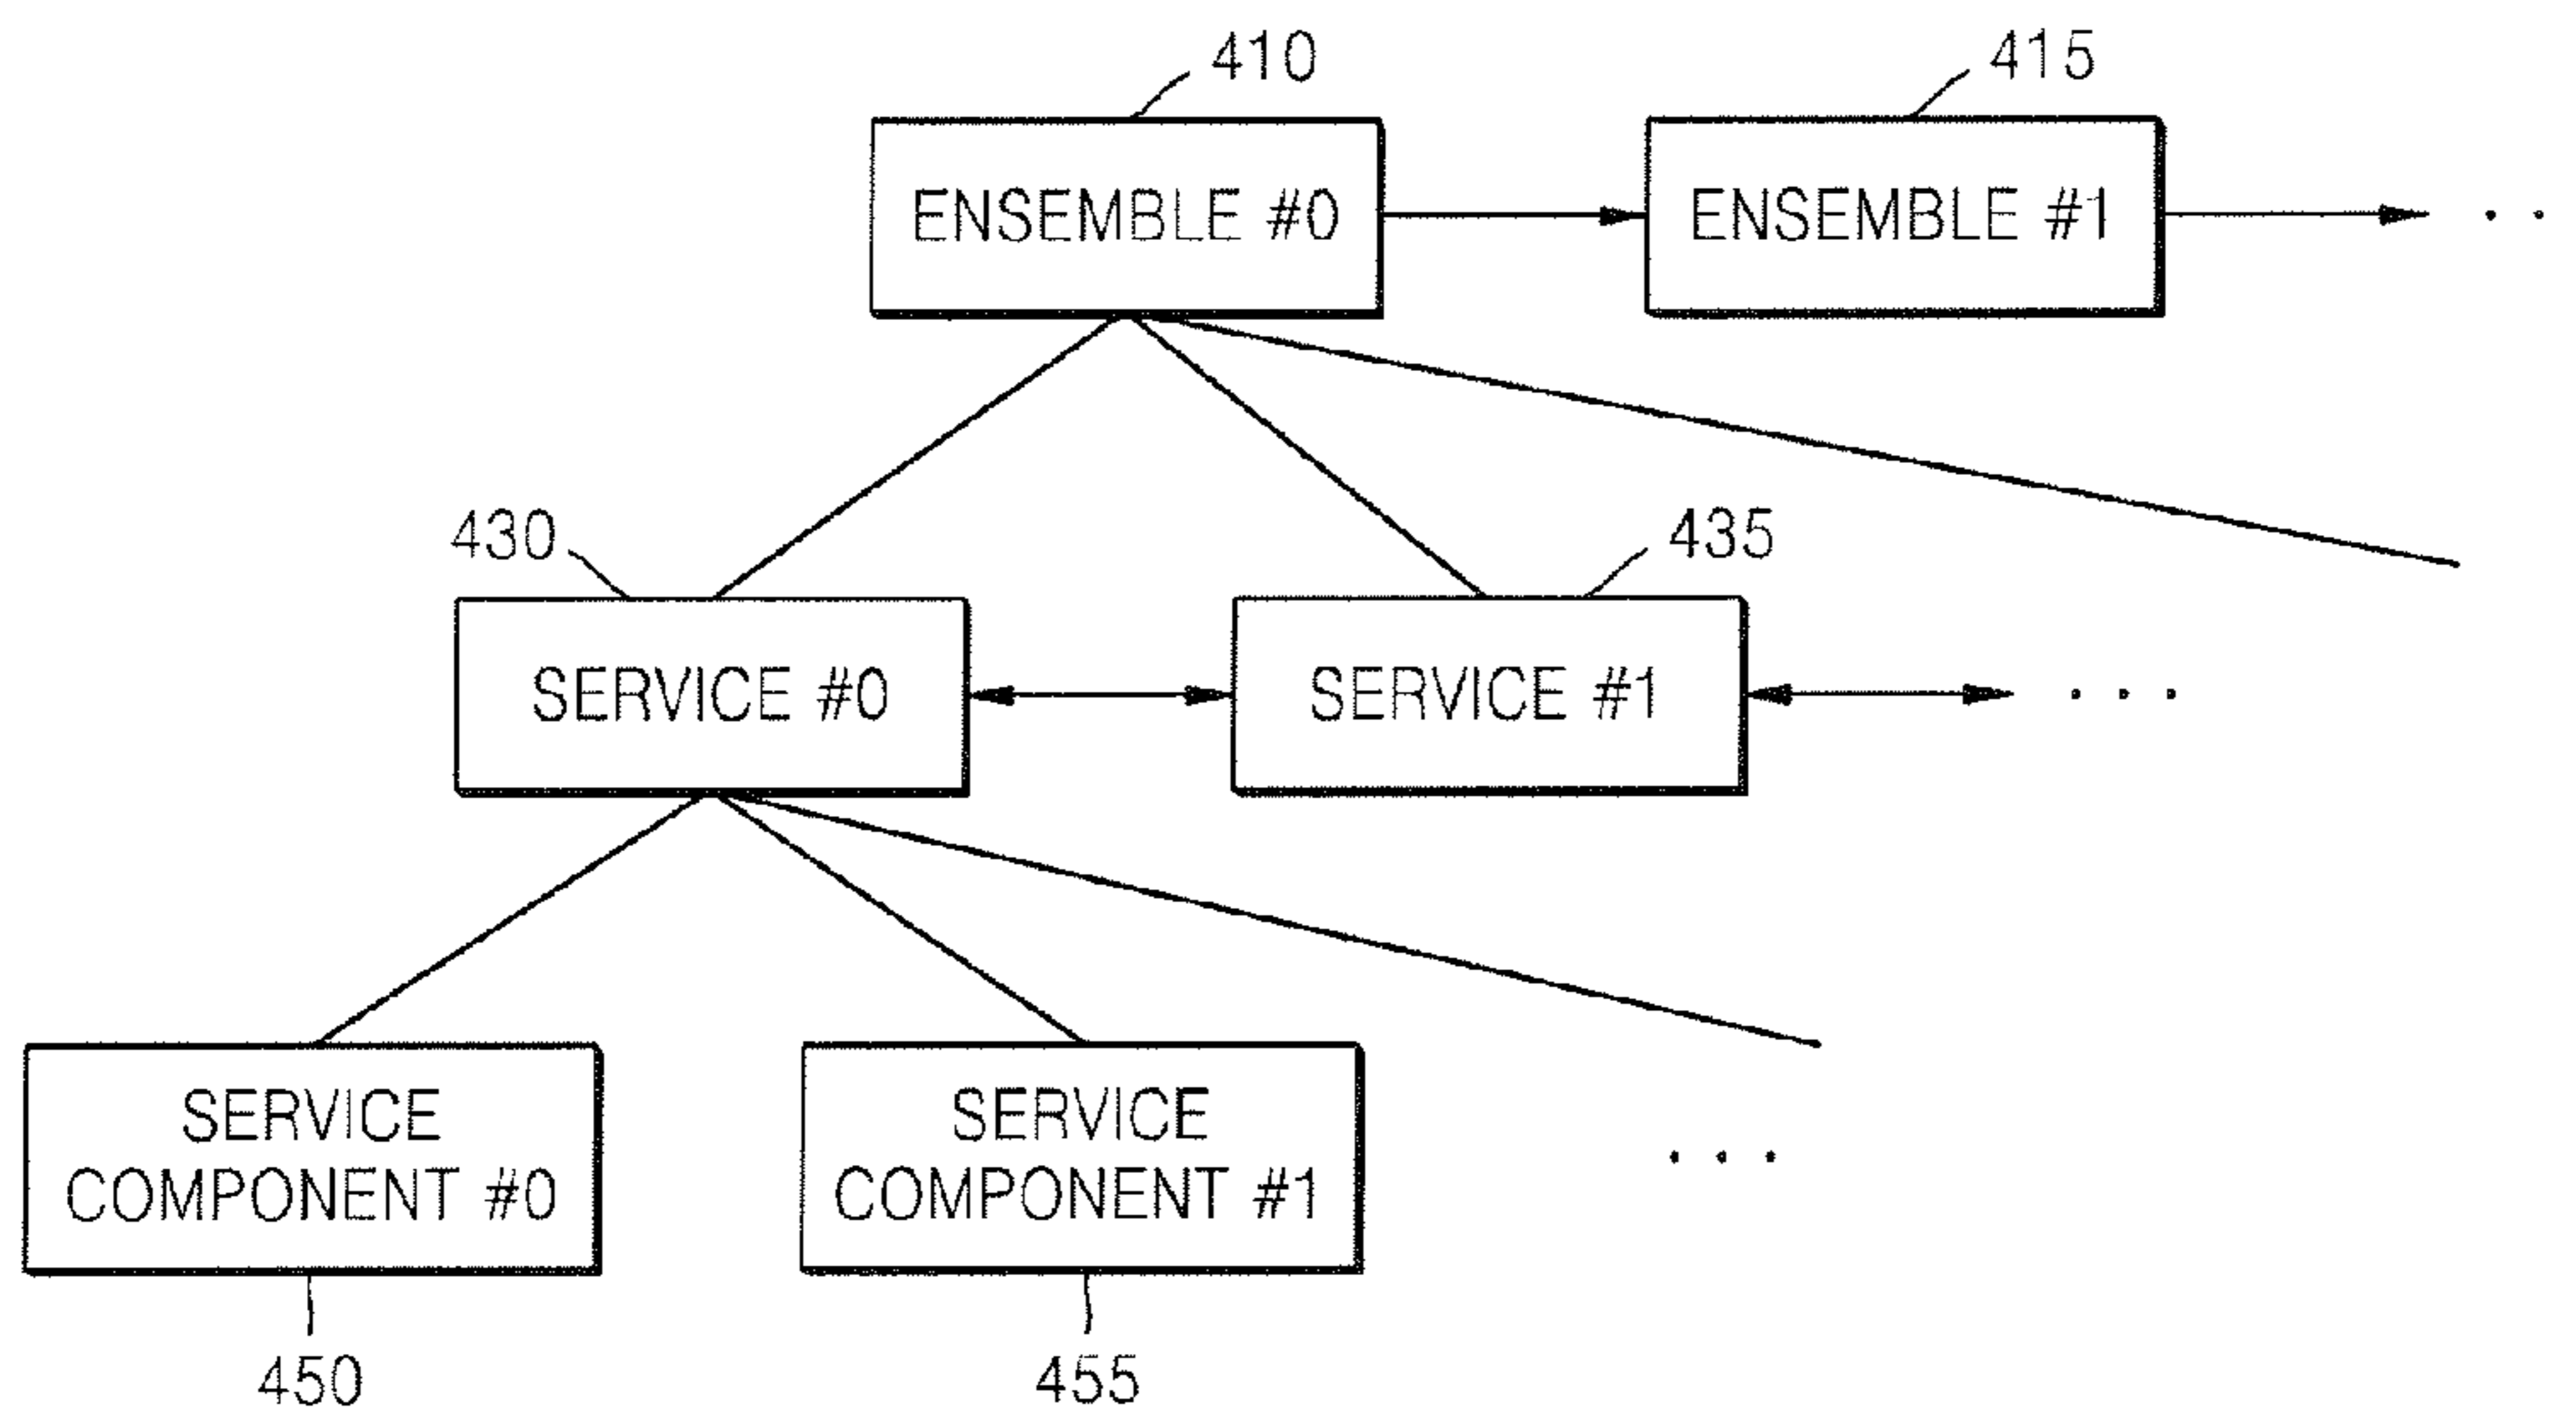 410
415
ENSEMBLE #0
ENSEMBLE #1
. .
430
435
SERVICE #0
SERVICE #1
. . .
SERVICE
COMPONENT #0
SERVICE
COMPONENT #1
. . .
450
455